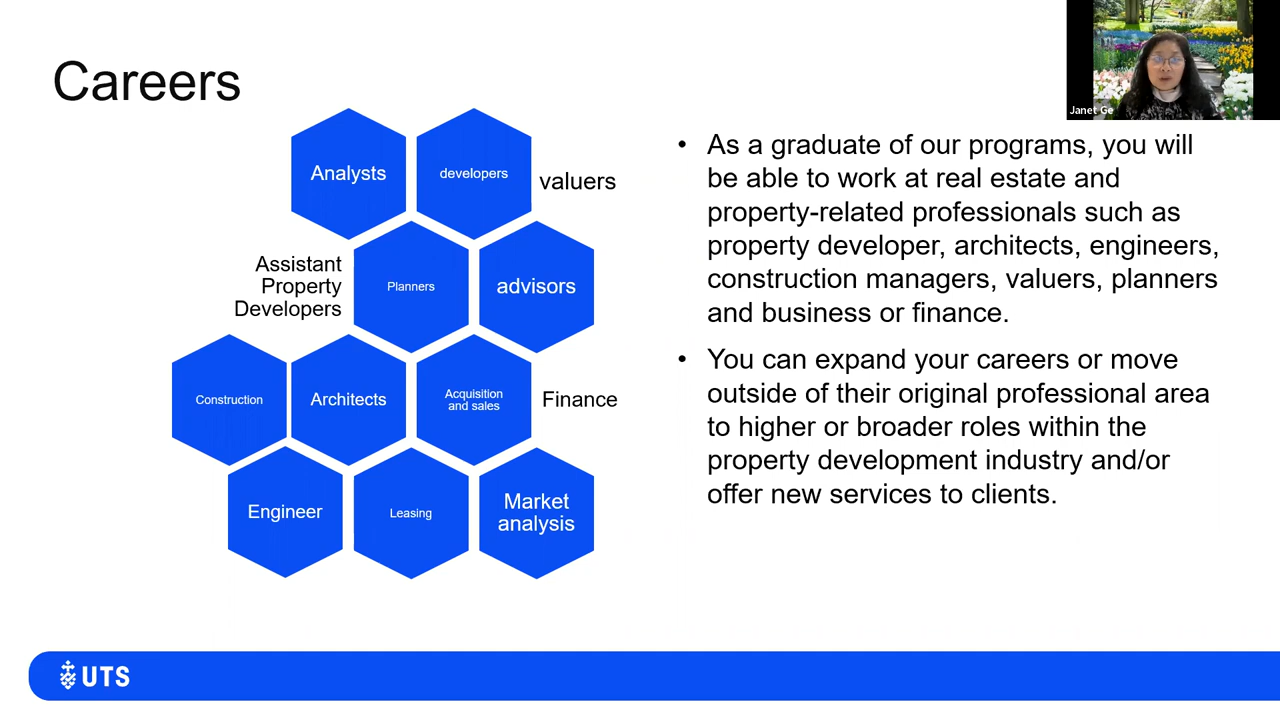 Careers
Janet Ge
Analysts
developers
valuers
Assistant
Property
Developers
Planners
advisors
Construction
Architects
Acquisition
and sales
Finance
Engineer
Leasing
Market
analysis
• As a graduate of our programs, you will
be able to work at real estate and
property-related professionals such as
property developer, architects, engineers,
construction managers, valuers, planners
and business or finance.
• You can expand your careers or move
outside of their original professional area
to higher or broader roles within the
property development industry and/or
offer new services to clients.
UTS